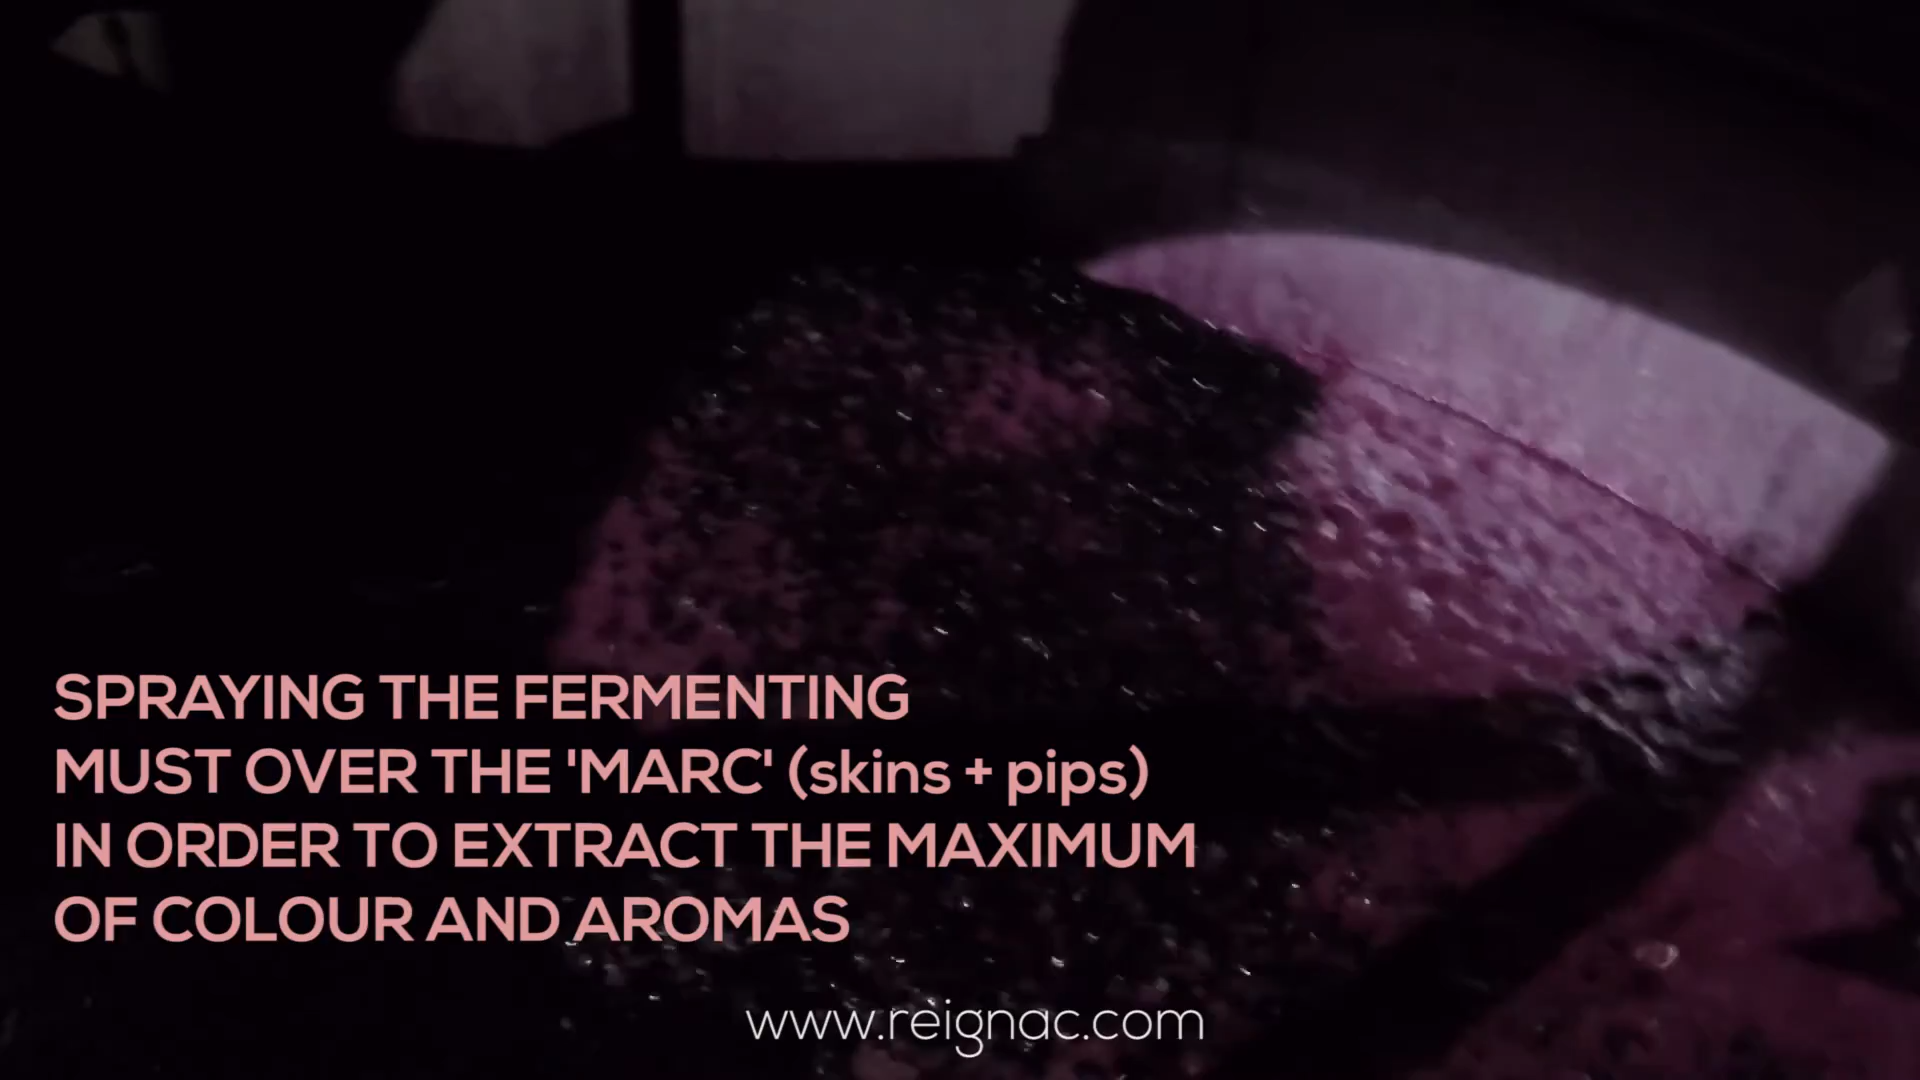 SPRAYING THE FERMENTING
MUST OVER THE 'MARC' (skins + pips)
IN ORDER TO EXTRACT THE MAXIMUM
OF COLOUR AND AROMAS
www.reignac.com